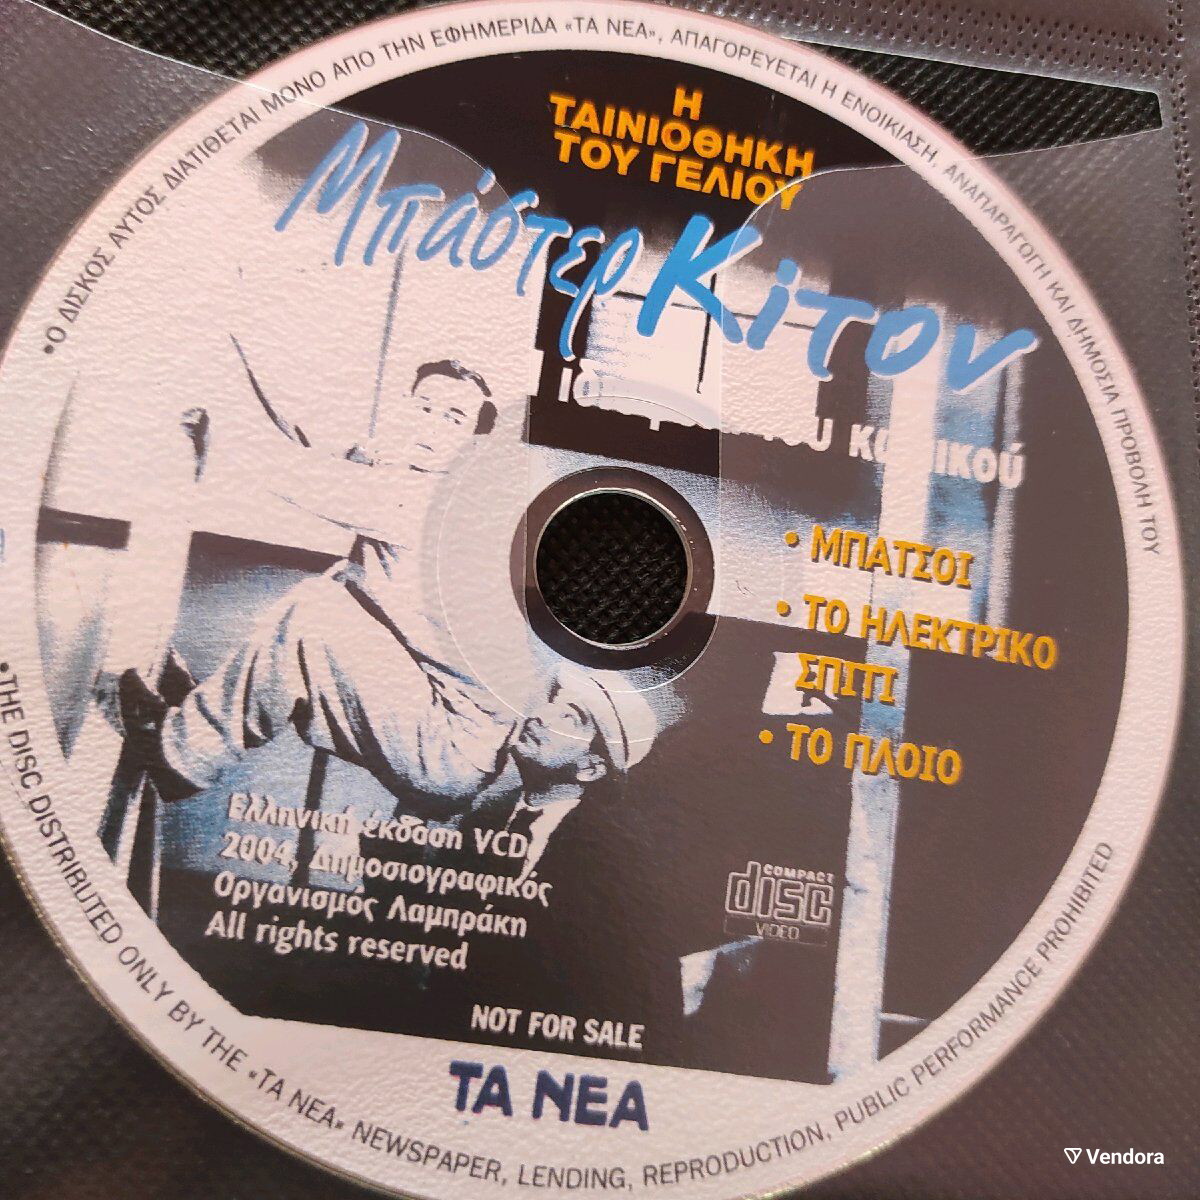 •Ο ΔΙΣΚΟΣ ΑΥΤΟΣ ΔΙΑΤΙΘΕΤΑΙ ΜΟΝΟ ΑΠΟ ΤΗΝ ΕΦΗΜΕΡΙΔΑ «ΤΑ ΝΕΑ», ΑΠΑΓΟΡΕΥΕΤΑΙ Η ΕΝΟΙΚΙΑΣΗ, ΑΝΑΠΑΡΑΓΩΓΗ ΚΑΙ ΔΗΜΟΣΙΑ ΠΡΟΒΟΛΗ ΤΟΥ
Η
ΤΑΙΝΙΟΘΗΚΗ
ΤΟΥ ΓΕΛΙΟΥ
Μπάστερ Κίτον
κωμικού
• ΜΠΑΤΣΟΙ
• ΤΟ ΗΛΕΚΤΡΙΚΟ
ΣΠΙΤΙ
• ΤΟ ΠΛΟΙΟ
Ελληνική έκδοση VCD
2004, Δημοσιογραφικός
Οργανισμός Λαμπράκη
All rights reserved
COMPACT
disc
VIDEO
NOT FOR SALE
ΤΑ ΝΕΑ
•THE DISC DISTRIBUTED ONLY BY THE «ΤΑ ΝΕΑ» NEWSPAPER, LENDING, REPRODUCTION, PUBLIC PERFORMANCE PROHIBITED
Vendora